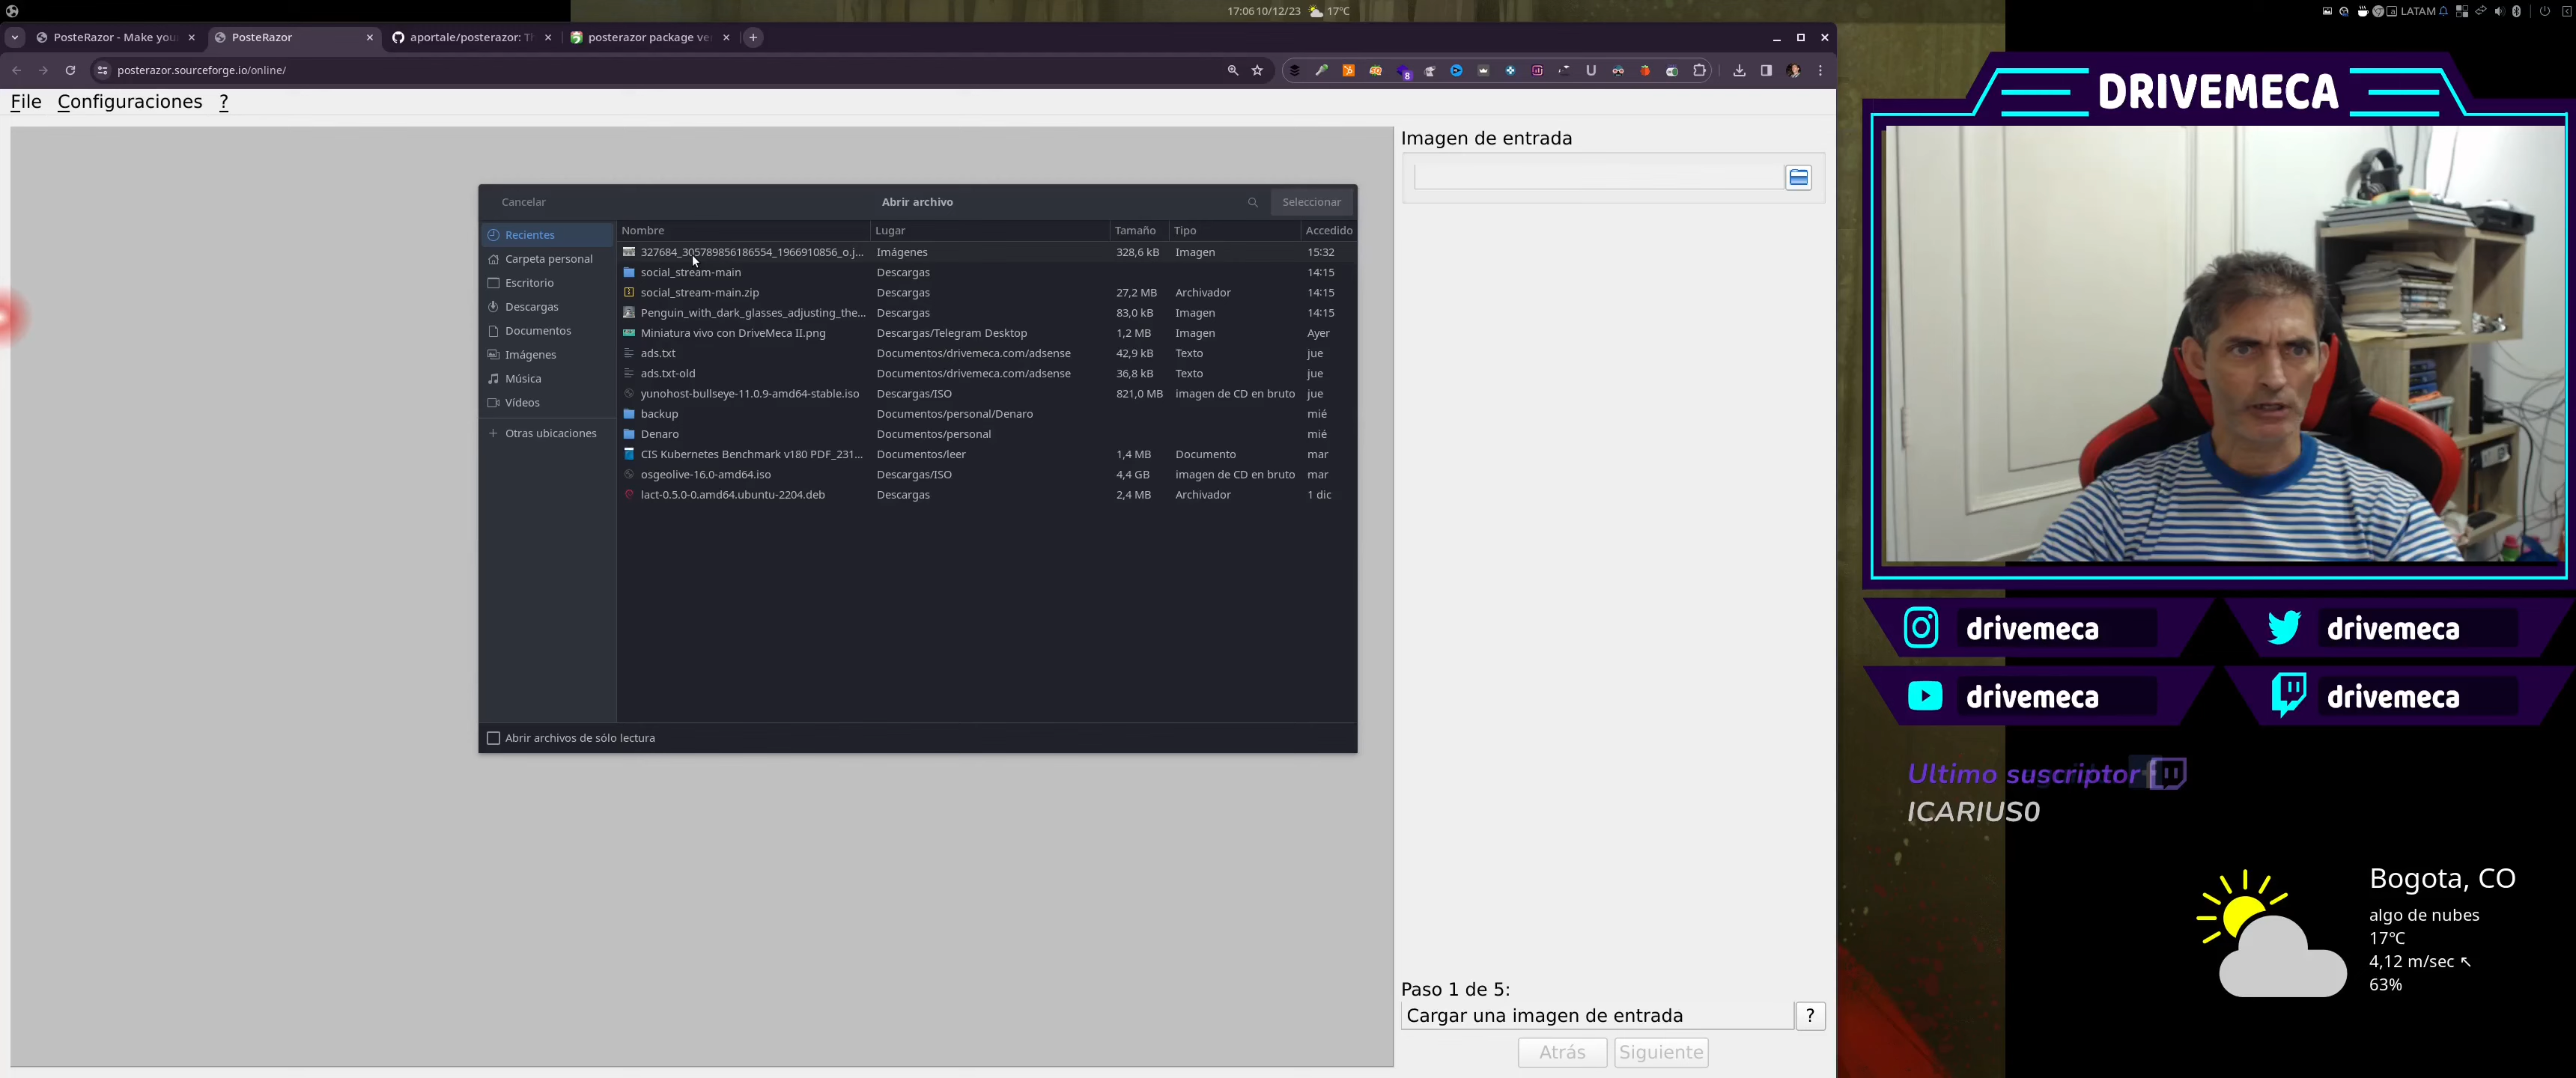 17:06 10/12/23 17°C
LATAM
PosteRazor - Make you
PosteRazor
aportale/posterazor: Th
posterazor package ve
posterazor.sourceforge.io/online/
8
File Configuraciones ?
Imagen de entrada
Cancelar Abrir archivo Seleccionar
Recientes
Carpeta personal
Escritorio
Descargas
Documentos
Imágenes
Música
Vídeos
Otras ubicaciones
Nombre Lugar Tamaño Tipo Accedido
327684_305789856186554_1966910856_o.j... Imágenes 328,6 kB Imagen 15:32
social_stream-main Descargas 14:15
social_stream-main.zip Descargas 27,2 MB Archivador 14:15
Penguin_with_dark_glasses_adjusting_the... Descargas 83,0 kB Imagen 14:15
Miniatura vivo con DriveMeca II.png Descargas/Telegram Desktop 1,2 MB Imagen Ayer
ads.txt Documentos/drivemeca.com/adsense 42,9 kB Texto jue
ads.txt-old Documentos/drivemeca.com/adsense 36,8 kB Texto jue
yunohost-bullseye-11.0.9-amd64-stable.iso Descargas/ISO 821,0 MB imagen de CD en bruto jue
backup Documentos/personal/Denaro mié
Denaro Documentos/personal mié
CIS Kubernetes Benchmark v180 PDF_231... Documentos/leer 1,4 MB Documento mar
osgeolive-16.0-amd64.iso Descargas/ISO 4,4 GB imagen de CD en bruto mar
lact-0.5.0-0.amd64.ubuntu-2204.deb Descargas 2,4 MB Archivador 1 dic
Abrir archivos de sólo lectura
Paso 1 de 5:
Cargar una imagen de entrada ?
Atrás Siguiente
DRIVEMECA
drivemeca drivemeca
drivemeca drivemeca
Ultimo suscriptor
ICARIUS0
Bogota, CO
algo de nubes
17°C
4,12 m/sec ↖
63%